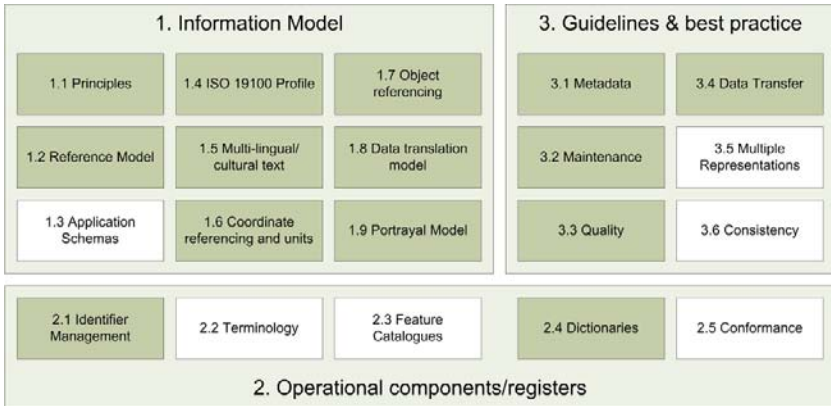 1. Information Model
1.1 Principles
1.4 ISO 19100 Profile
1.7 Object
referencing
1.2 Reference Model
1.5 Multi-lingual/
cultural text
1.8 Data translation
model
1.3 Application
Schemas
1.6 Coordinate
referencing and units
1.9 Portrayal Model
3. Guidelines & best practice
3.1 Metadata
3.4 Data Transfer
3.2 Maintenance
3.5 Multiple
Representations
3.3 Quality
3.6 Consistency
2.1 Identifier
Management
2.2 Terminology
2.3 Feature
Catalogues
2.4 Dictionaries
2.5 Conformance
2. Operational components/registers